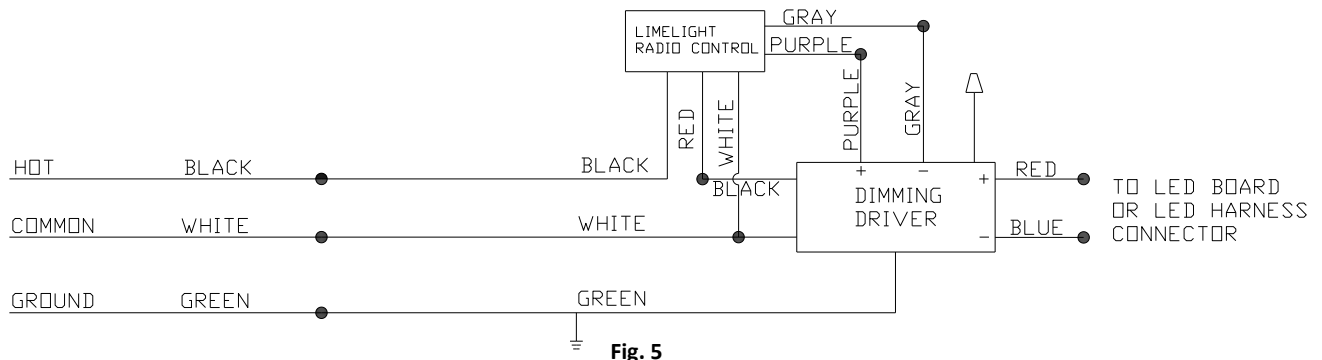 LIMELIGHT
RADIO CONTROL
GRAY
PURPLE
PURPLE
GRAY
RED
WHITE
HOT
BLACK
BLACK
BLACK
COMMON
WHITE
WHITE
+
−
DIMMING
DRIVER
+
−
RED
BLUE
TO LED BOARD
OR LED HARNESS
CONNECTOR
GROUND
GREEN
GREEN
Fig. 5